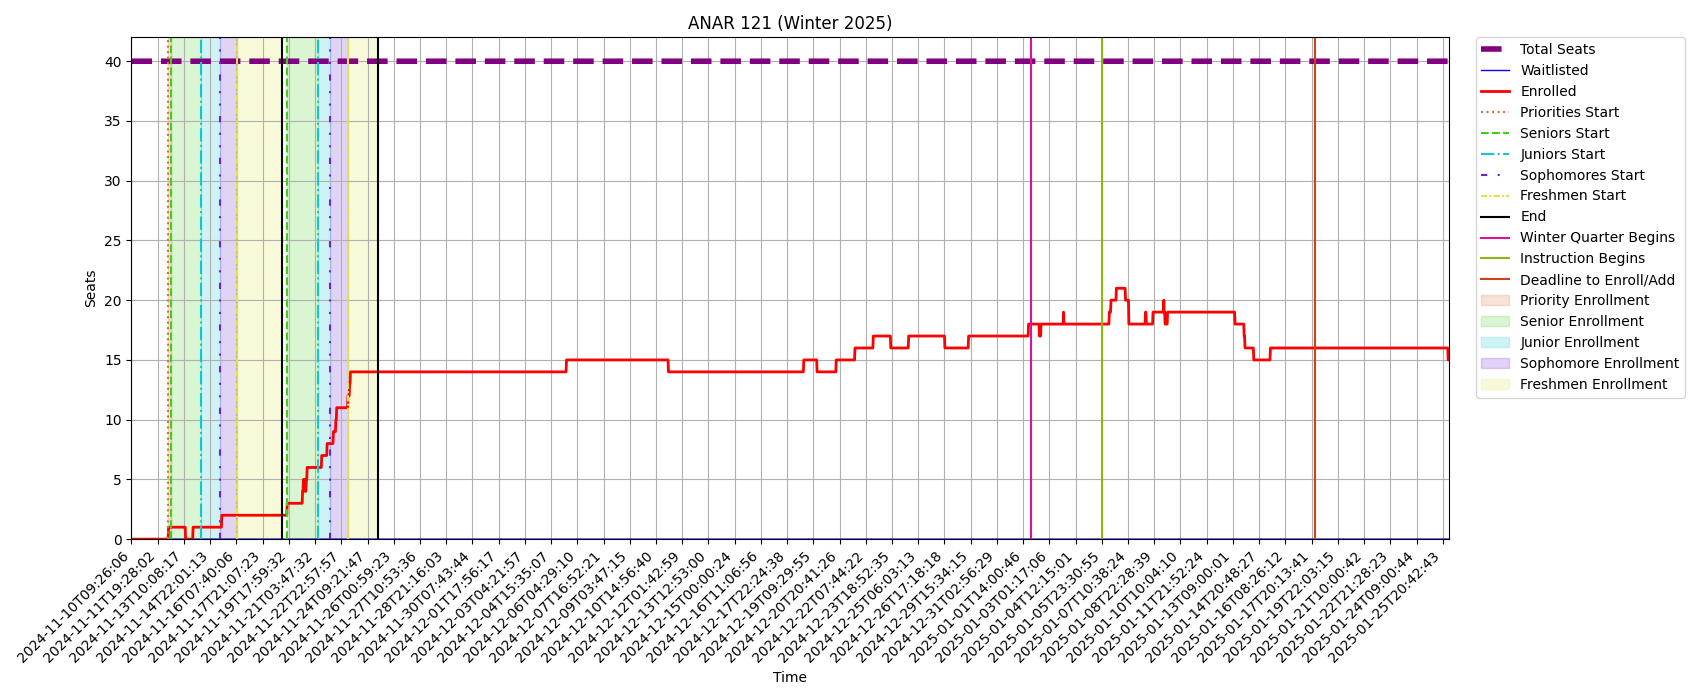 ANAR 121 (Winter 2025)
Seats
40
35
30
25
20
15
10
5
0
2024-11-10T09:26:06
2024-11-11T19:28:02
2024-11-13T10:08:17
2024-11-14T22:01:13
2024-11-16T07:40:06
2024-11-17T21:07:23
2024-11-19T17:59:32
2024-11-21T03:47:32
2024-11-22T22:57:57
2024-11-24T09:21:47
2024-11-26T00:59:23
2024-11-27T10:53:36
2024-11-28T21:16:03
2024-11-30T07:43:44
2024-12-01T17:56:17
2024-12-03T04:21:57
2024-12-04T14:35:07
2024-12-06T04:29:10
2024-12-07T16:52:21
2024-12-09T03:47:15
2024-12-10T14:56:40
2024-12-12T01:42:59
2024-12-13T12:53:00
2024-12-15T00:00:24
2024-12-16T11:06:56
2024-12-17T22:24:38
2024-12-19T09:29:55
2024-12-20T20:41:26
2024-12-22T07:44:22
2024-12-23T18:52:35
2024-12-25T06:03:13
2024-12-26T17:18:18
2024-12-29T15:34:15
2024-12-31T02:56:29
2025-01-01T14:00:46
2025-01-03T01:17:06
2025-01-04T12:15:01
2025-01-05T23:30:55
2025-01-07T10:38:24
2025-01-08T22:28:39
2025-01-10T10:04:10
2025-01-11T21:52:24
2025-01-13T09:00:01
2025-01-14T20:48:27
2025-01-16T08:26:12
2025-01-17T20:13:41
2025-01-19T22:03:15
2025-01-21T10:00:42
2025-01-22T21:28:23
2025-01-24T09:00:44
2025-01-25T20:42:43
Time
Total Seats
Waitlisted
Enrolled
Priorities Start
Seniors Start
Juniors Start
Sophomores Start
Freshmen Start
End
Winter Quarter Begins
Instruction Begins
Deadline to Enroll/Add
Priority Enrollment
Senior Enrollment
Junior Enrollment
Sophomore Enrollment
Freshmen Enrollment